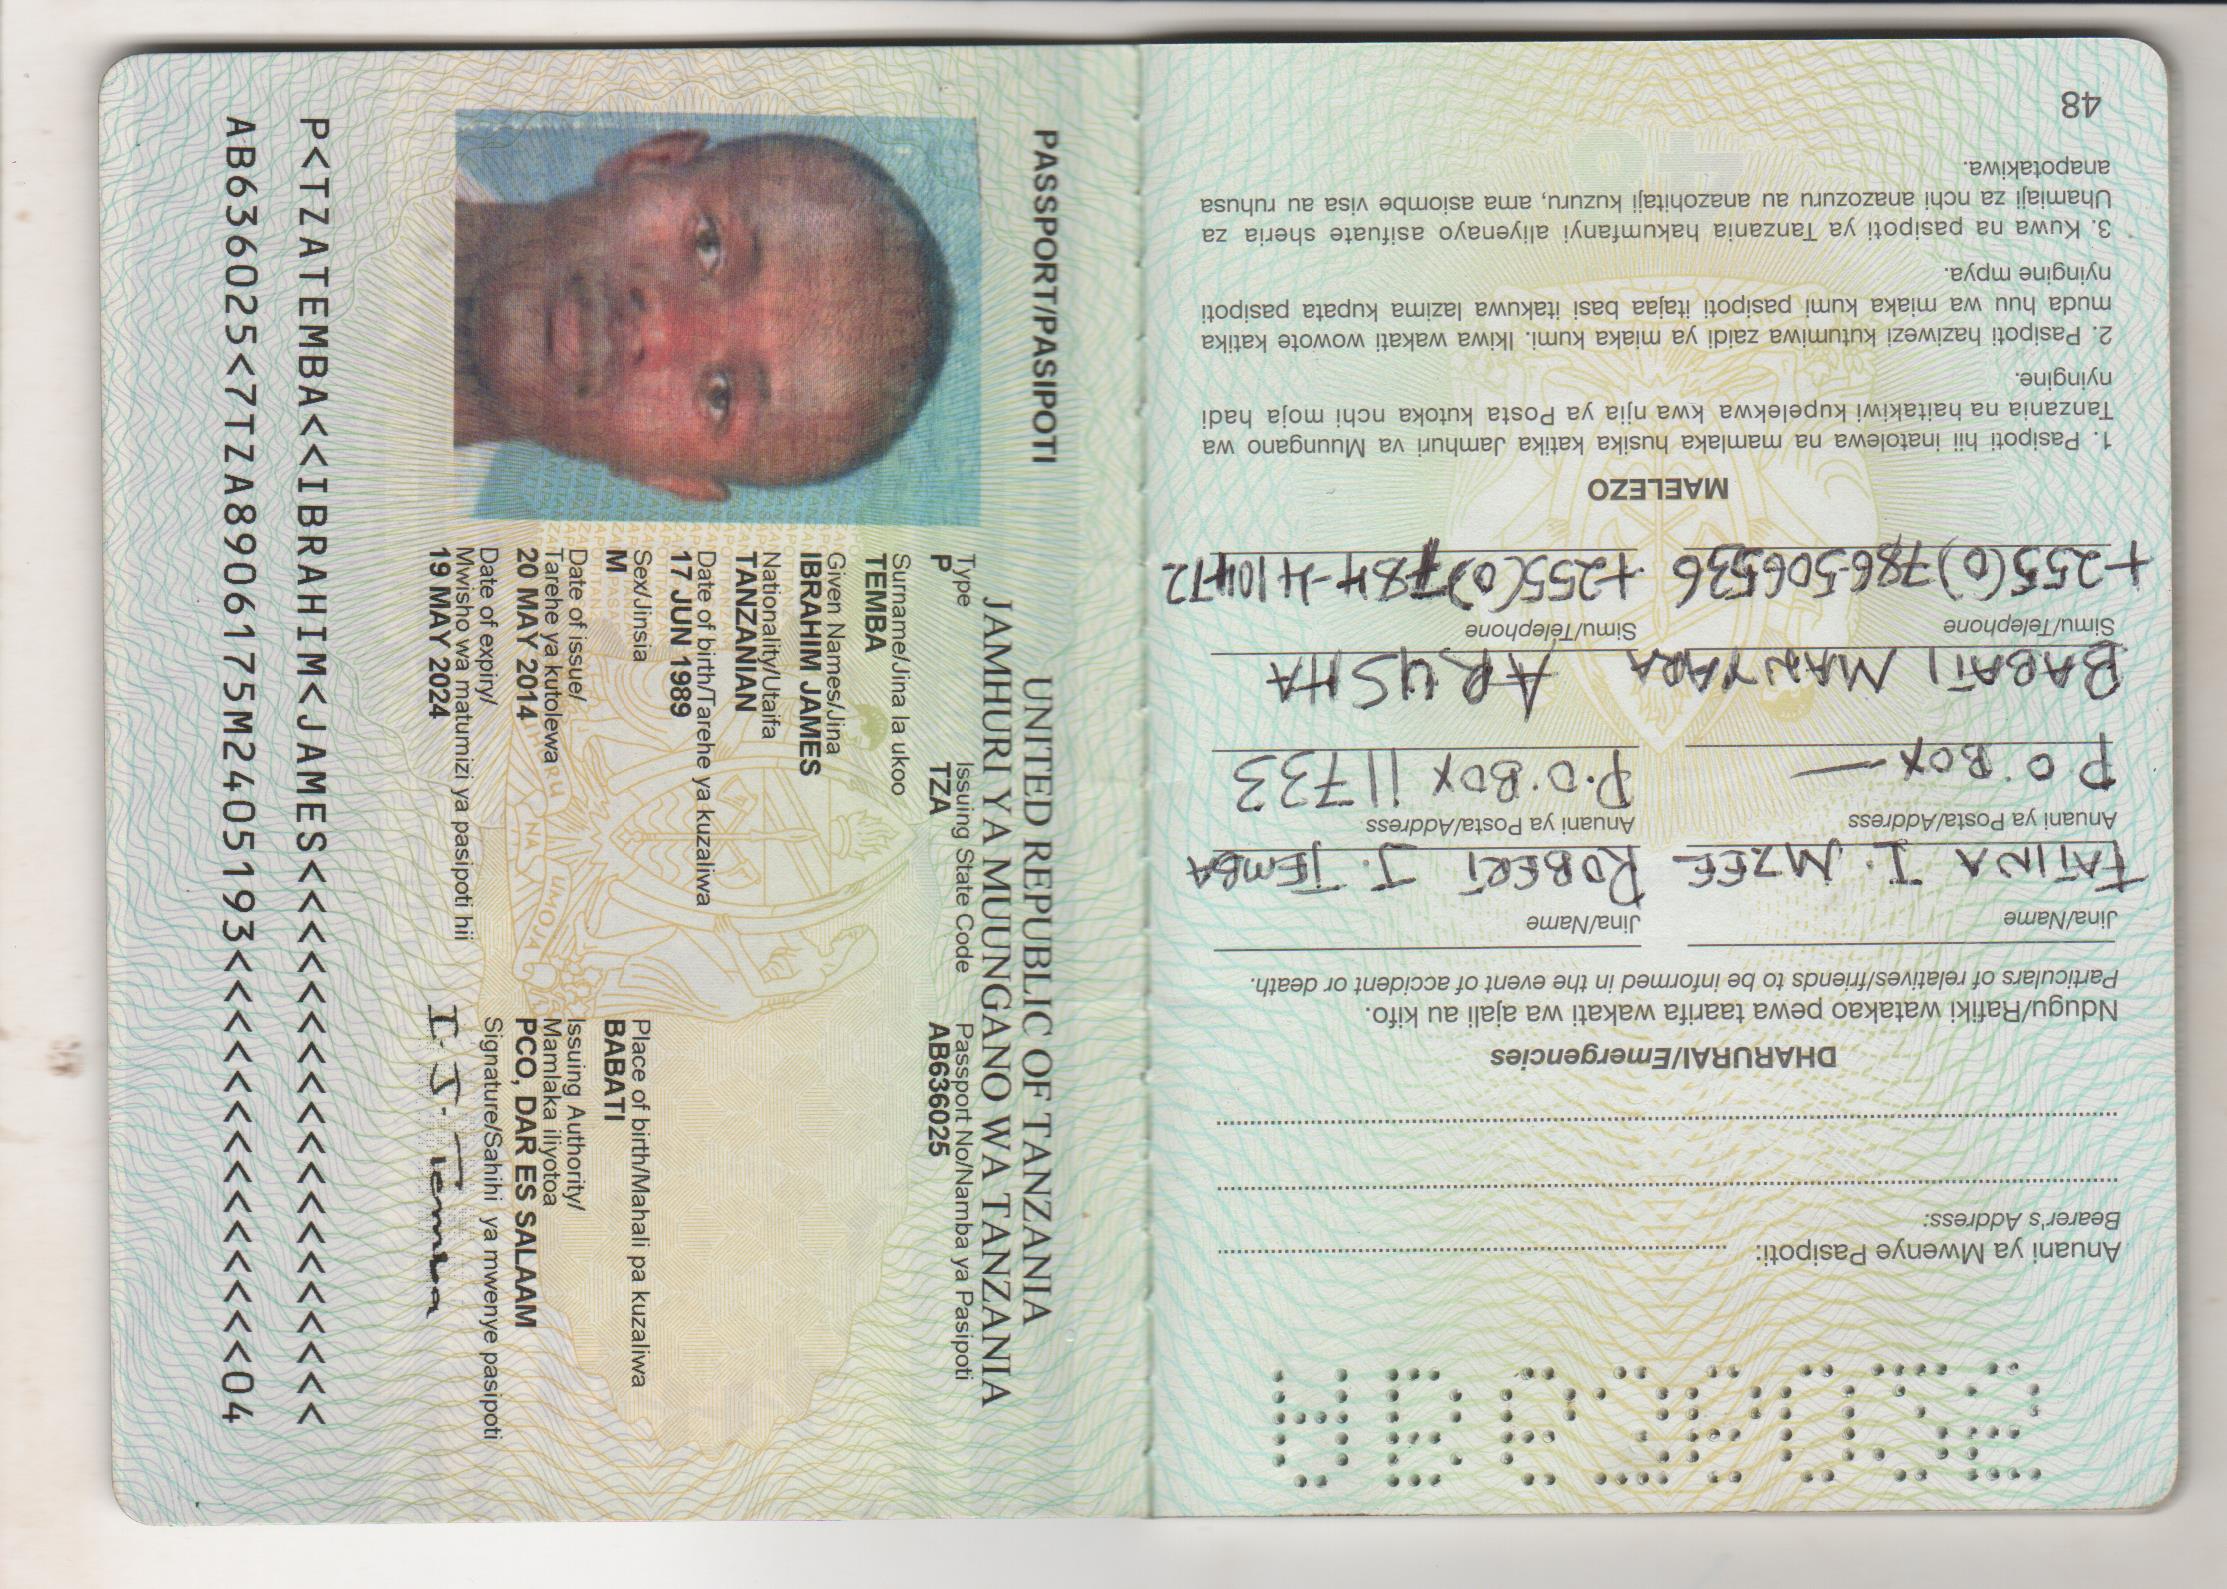 Anuani ya Mwenye Pasipoti:
Bearer's Address:
DHARURAI/Emergencies
Ndugu/Rafiki watakao pewa taarifa wakati wa ajali au kifo.
Particulars of relatives/friends to be informed in the event of accident or death.
Jina/Name Jina/Name
TATINA I. MZEE ROBERT J. TEMBA
Anuani ya Posta/Address Anuani ya Posta/Address
P.O.BOX — P.O.BOX 11733
BABATI MANYARA ARUSHA
Simu/Telephone Simu/Telephone
+255(0)786-506536 +255(0)784-410472
MAELEZO
1. Pasipoti hii inatolewa na mamlaka husika katika Jamhuri va Muungano wa
Tanzania na haitakiwi kupelekwa kwa njia ya Posta kutoka nchi moja hadi
nyingine.
2. Pasipoti haziwezi kutumiwa zaidi ya miaka kumi. Ikiwa wakati wowote katika
muda huu wa miaka kumi pasipoti itajaa basi itakuwa lazima kupata pasipoti
nyingine mpya.
3. Kuwa na pasipoti ya Tanzania hakumfanyi aliyenayo asifuate sheria za
Uhamiaji za nchi anazozuru au anazohitaji kuzuru, ama asiombe visa au ruhusa
anapotakiwa.
48
PASSPORT/PASIPOTI
UNITED REPUBLIC OF TANZANIA
JAMHURI YA MUUNGANO WA TANZANIA
Type Issuing State Code Passport No/Namba ya Pasipoti
P TZA AB636025
Surname/Jina la ukoo
TEMBA
Given Names/Jina
IBRAHIM JAMES
Nationality/Utaifa
TANZANIAN
Date of birth/Tarehe ya kuzaliwa
17 JUN 1989
Sex/Jinsia Place of birth/Mahali pa kuzaliwa
M BABATI
Date of issue/ Issuing Authority/
Tarehe ya kutolewa Mamlaka iliyotoa
20 MAY 2014 PCO, DAR ES SALAAM
Date of expiry/ Signature/Sahihi ya mwenye pasipoti
Mwisho wa matumizi ya pasipoti hii
19 MAY 2024 I. J. Temba
UHURU NA UMOJA
P<TZATEMBA<<IBRAHIM<JAMES<<<<<<<<<<<<<<<<<<<
AB636025<7TZA8906175M2405193<<<<<<<<<<<<<<04